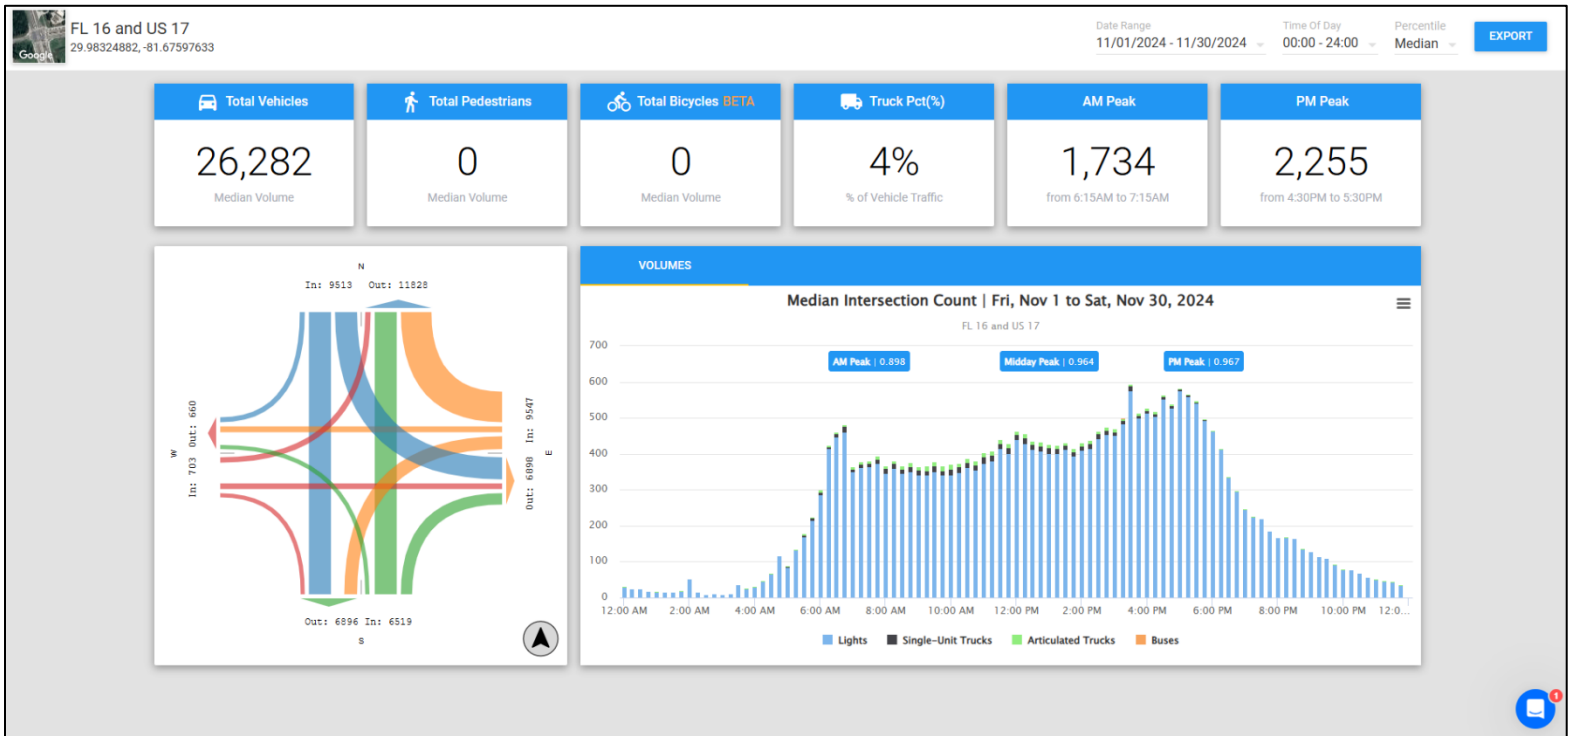 FL 16 and US 17
29.98324882, -81.67597633
Google
Date Range
11/01/2024 - 11/30/2024
Time Of Day
00:00 - 24:00
Percentile
Median
EXPORT
Total Vehicles
26,282
Median Volume
Total Pedestrians
0
Median Volume
Total Bicycles BETA
0
Median Volume
Truck Pct(%)
4%
% of Vehicle Traffic
AM Peak
1,734
from 6:15AM to 7:15AM
PM Peak
2,255
from 4:30PM to 5:30PM
N
In: 9513 Out: 11828
W
In: 703 Out: 660
Out: 6898 In: 9547
E
Out: 6896 In: 6519
S
VOLUMES
Median Intersection Count | Fri, Nov 1 to Sat, Nov 30, 2024
FL 16 and US 17
AM Peak | 0.898
Midday Peak | 0.964
PM Peak | 0.967
700
600
500
400
300
200
100
0
12:00 AM 2:00 AM 4:00 AM 6:00 AM 8:00 AM 10:00 AM 12:00 PM 2:00 PM 4:00 PM 6:00 PM 8:00 PM 10:00 PM 12:0...
Lights Single-Unit Trucks Articulated Trucks Buses
1